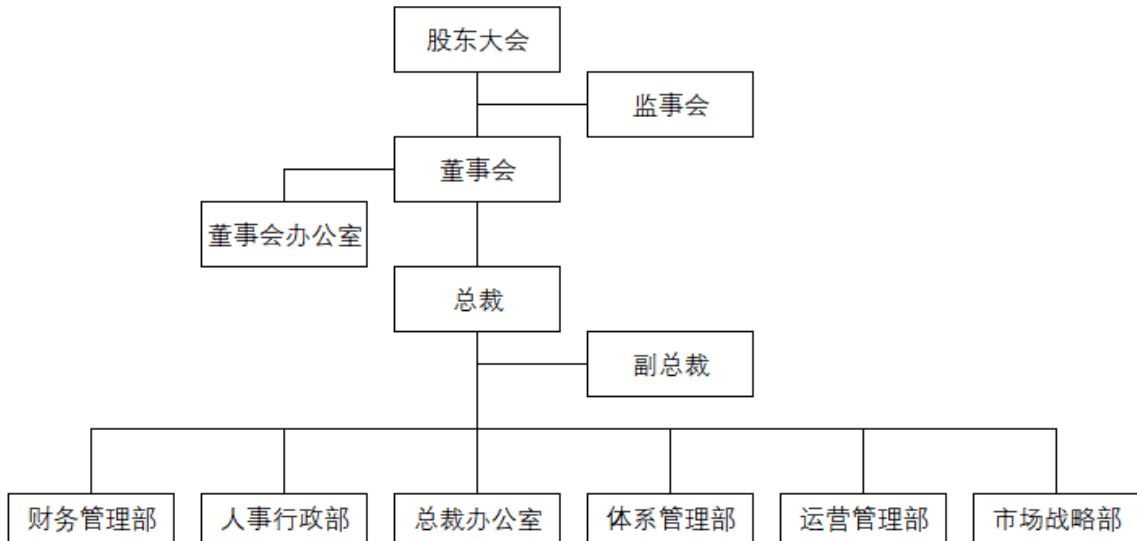 股东大会
监事会
董事会
董事会办公室
总裁
副总裁
财务管理部
人事行政部
总裁办公室
体系管理部
运营管理部
市场战略部